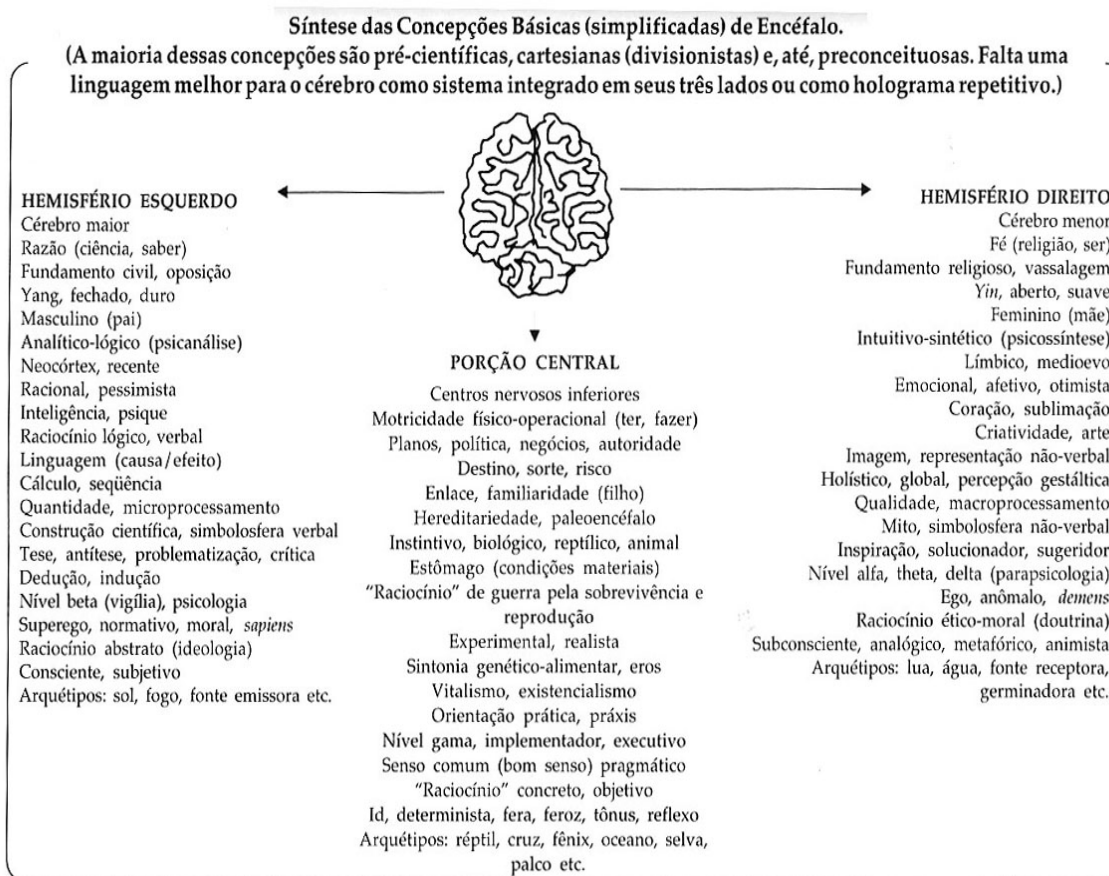 Síntese das Concepções Básicas (simplificadas) de Encéfalo.
(A maioria dessas concepções são pré-científicas, cartesianas (divisionistas) e, até, preconceituosas. Falta uma
linguagem melhor para o cérebro como sistema integrado em seus três lados ou como holograma repetitivo.)
HEMISFÉRIO ESQUERDO
Cérebro maior
Razão (ciência, saber)
Fundamento civil, oposição
Yang, fechado, duro
Masculino (pai)
Analítico-lógico (psicanálise)
Neocórtex, recente
Racional, pessimista
Inteligência, psique
Raciocínio lógico, verbal
Linguagem (causa/efeito)
Cálculo, seqüência
Quantidade, microprocessamento
Construção científica, simbolosfera verbal
Tese, antítese, problematização, crítica
Dedução, indução
Nível beta (vigília), psicologia
Superego, normativo, moral, sapiens
Raciocínio abstrato (ideologia)
Consciente, subjetivo
Arquétipos: sol, fogo, fonte emissora etc.
PORÇÃO CENTRAL
Centros nervosos inferiores
Motricidade físico-operacional (ter, fazer)
Planos, política, negócios, autoridade
Destino, sorte, risco
Enlace, familiaridade (filho)
Hereditariedade, paleoencéfalo
Instintivo, biológico, reptílico, animal
Estômago (condições materiais)
"Raciocínio" de guerra pela sobrevivência e
reprodução
Experimental, realista
Sintonia genético-alimentar, eros
Vitalismo, existencialismo
Orientação prática, práxis
Nível gama, implementador, executivo
Senso comum (bom senso) pragmático
"Raciocínio" concreto, objetivo
Id, determinista, fera, feroz, tônus, reflexo
Arquétipos: réptil, cruz, fênix, oceano, selva,
palco etc.
HEMISFÉRIO DIREITO
Cérebro menor
Fé (religião, ser)
Fundamento religioso, vassalagem
Yin, aberto, suave
Feminino (mãe)
Intuitivo-sintético (psicossíntese)
Límbico, medioevo
Emocional, afetivo, otimista
Coração, sublimação
Criatividade, arte
Imagem, representação não-verbal
Holístico, global, percepção gestáltica
Qualidade, macroprocessamento
Mito, simbolosfera não-verbal
Inspiração, solucionador, sugeridor
Nível alfa, theta, delta (parapsicologia)
Ego, anômalo, demens
Raciocínio ético-moral (doutrina)
Subconsciente, analógico, metafórico, animista
Arquétipos: lua, água, fonte receptora,
germinadora etc.